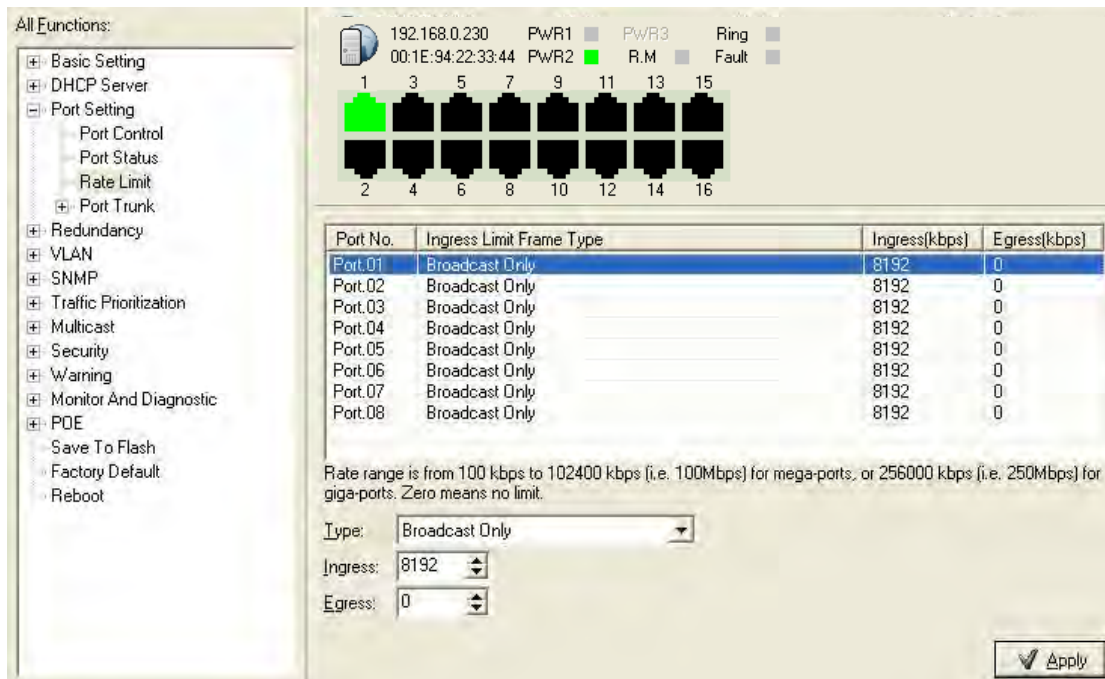 All Functions:
Basic Setting
DHCP Server
Port Setting
Port Control
Port Status
Rate Limit
Port Trunk
Redundancy
VLAN
SNMP
Traffic Prioritization
Multicast
Security
Warning
Monitor And Diagnostic
POE
Save To Flash
Factory Default
Reboot
192.168.0.230 PWR1 PWR3 Ring
00:1E:94:22:33:44 PWR2 R.M Fault
1 3 5 7 9 11 13 15
2 4 6 8 10 12 14 16
Port No. Ingress Limit Frame Type Ingress(kbps) Egress(kbps)
Port.01 Broadcast Only 8192 0
Port.02 Broadcast Only 8192 0
Port.03 Broadcast Only 8192 0
Port.04 Broadcast Only 8192 0
Port.05 Broadcast Only 8192 0
Port.06 Broadcast Only 8192 0
Port.07 Broadcast Only 8192 0
Port.08 Broadcast Only 8192 0
Rate range is from 100 kbps to 102400 kbps (i.e. 100Mbps) for mega-ports, or 256000 kbps (i.e. 250Mbps) for
giga-ports. Zero means no limit.
Type: Broadcast Only
Ingress: 8192
Egress: 0
Apply